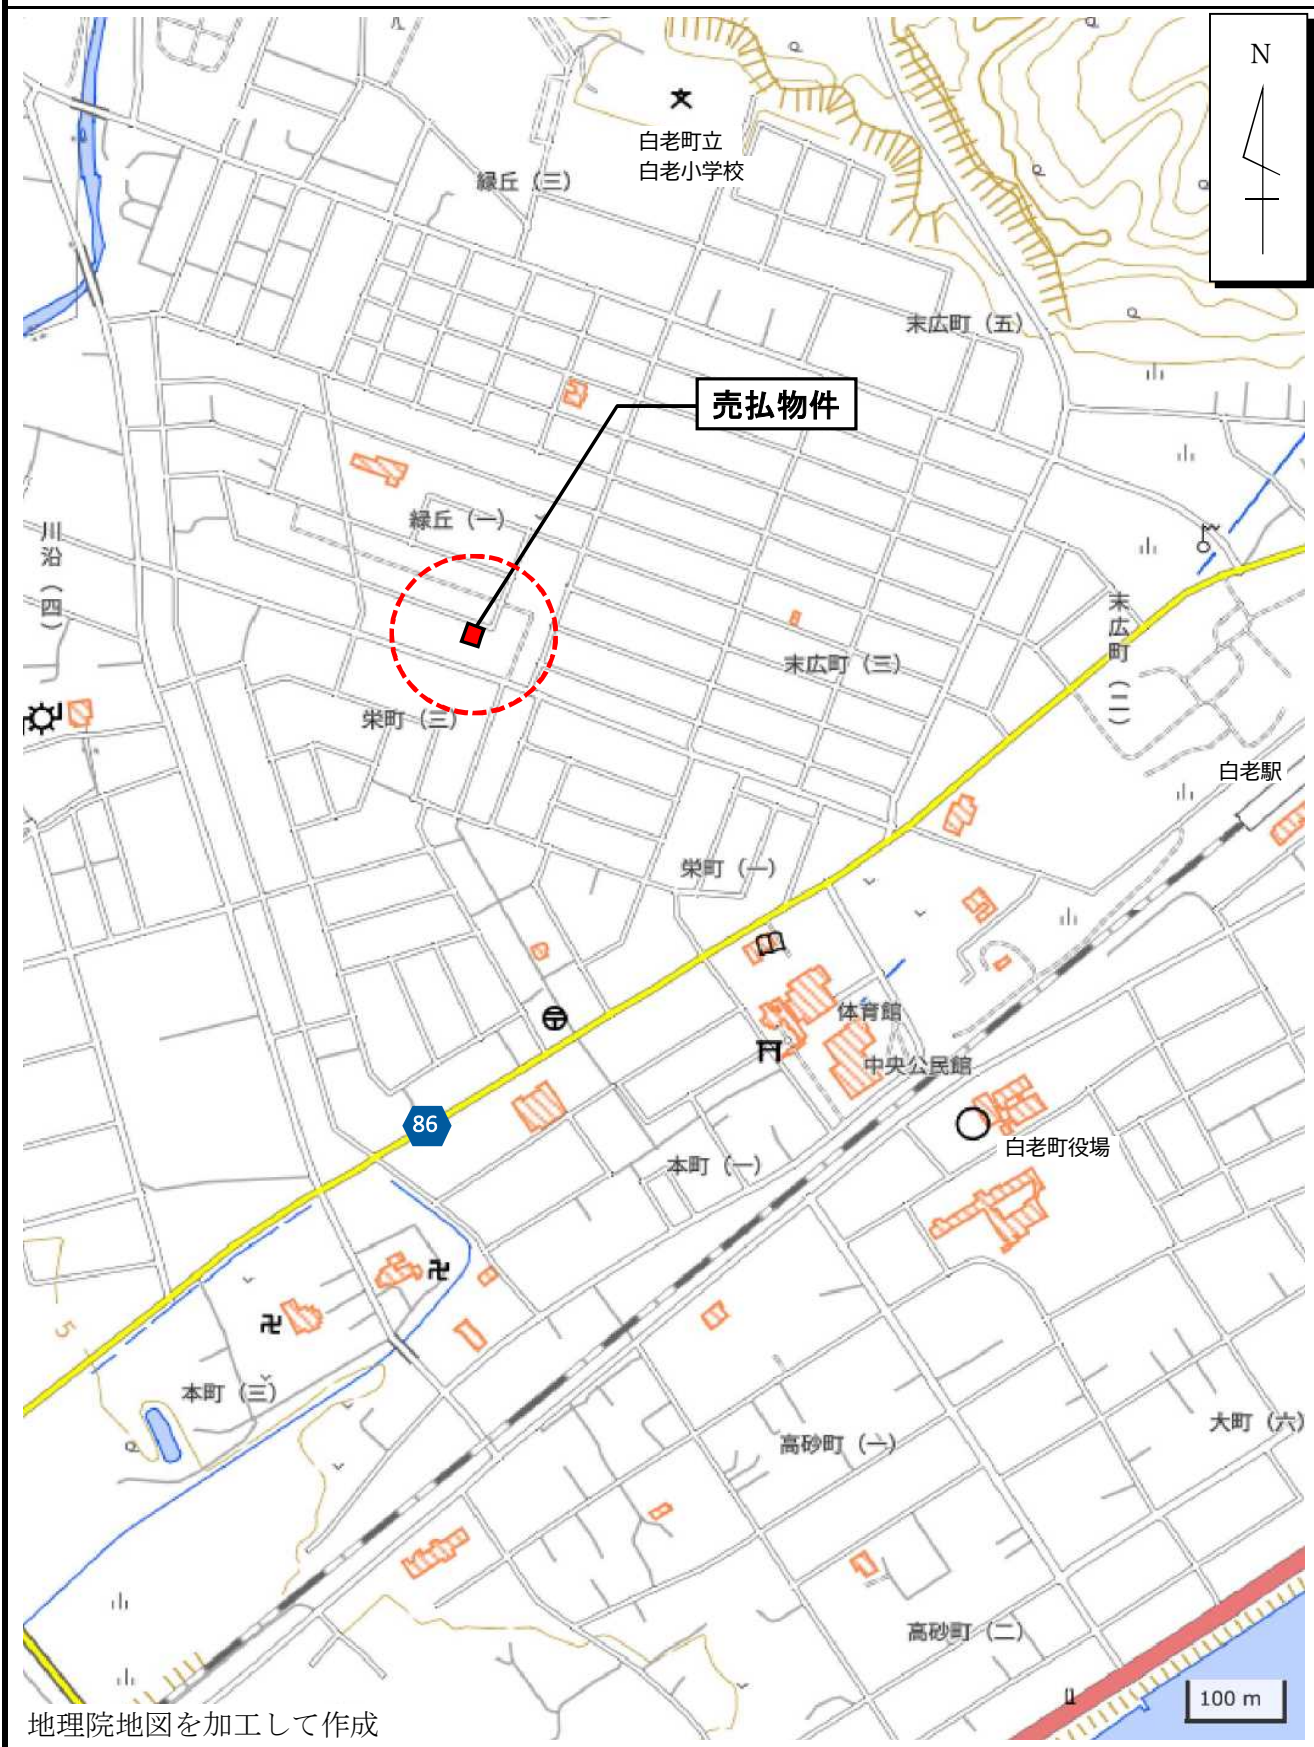 N
白老町立
白老小学校
緑丘（三）
末広町（五）
売払物件
緑丘（一）
川沿（四）
末広町（二）
末広町（三）
栄町（三）
白老駅
栄町（一）
体育館
中央公民館
86
白老町役場
本町（一）
5
本町（三）
大町（六）
高砂町（一）
高砂町（二）
100 m
地理院地図を加工して作成